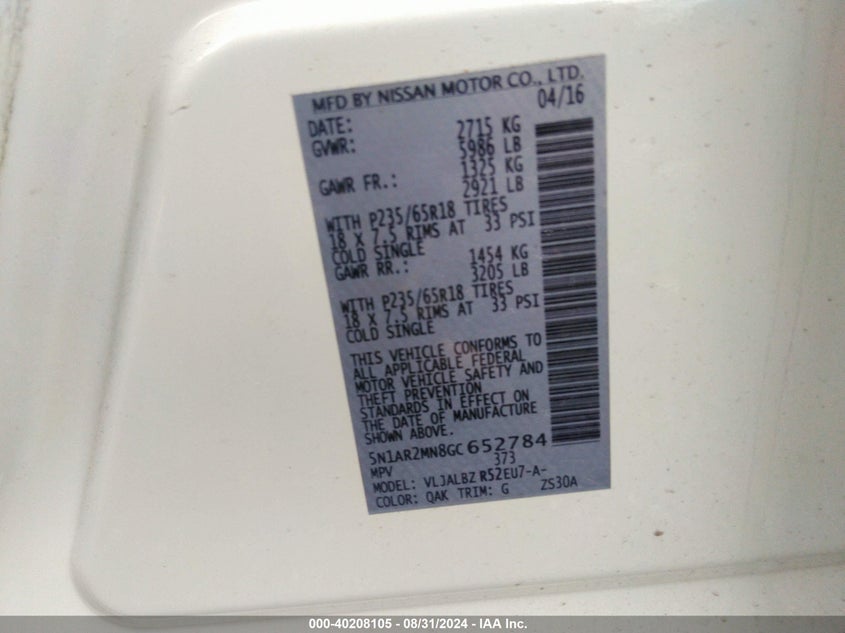 MFD BY NISSAN MOTOR CO., LTD.
DATE: 04/16
GVWR: 2715 KG
5986 LB
GAWR FR.: 1325 KG
2921 LB
WITH P235/65R18 TIRES
18 X 7.5 RIMS AT 33 PSI
COLD SINGLE
GAWR RR.: 1454 KG
3205 LB
WITH P235/65R18 TIRES
18 X 7.5 RIMS AT 33 PSI
COLD SINGLE
THIS VEHICLE CONFORMS TO
ALL APPLICABLE FEDERAL
MOTOR VEHICLE SAFETY AND
THEFT PREVENTION
STANDARDS IN EFFECT ON
THE DATE OF MANUFACTURE
SHOWN ABOVE.
5N1AR2MN8GC652784
MPV 373
MODEL: VLJALBZ R52EU7-A-
COLOR: QAK TRIM: G ZS30A
000-40208105 - 08/31/2024 - IAA Inc.